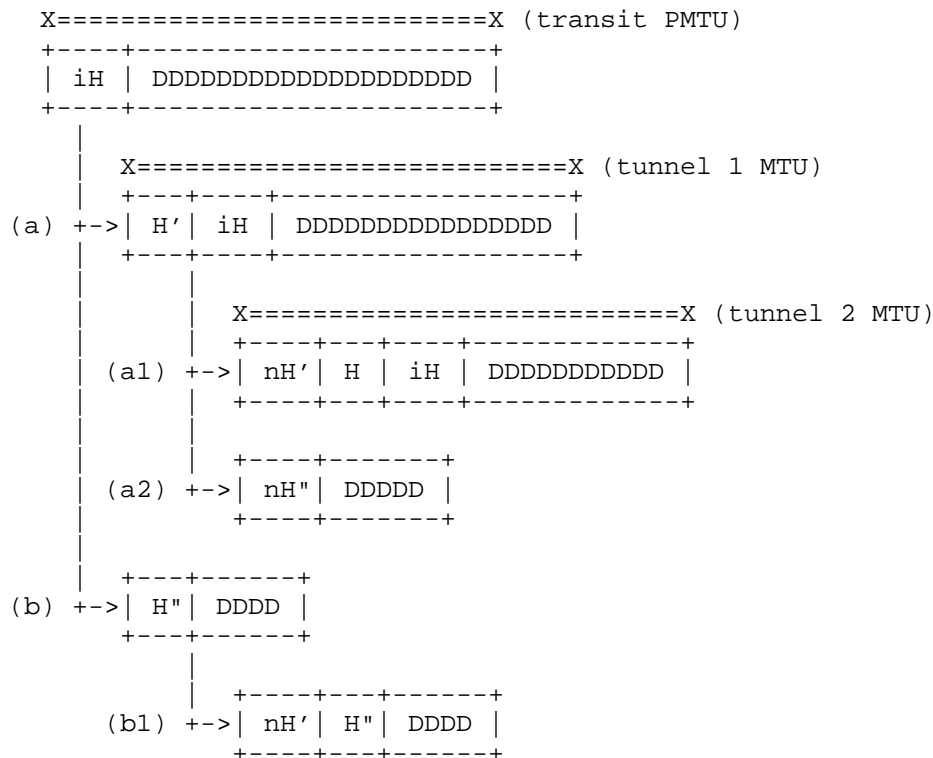 X===========================X (transit PMTU)
+----+----------------------+
| iH | DDDDDDDDDDDDDDDDDDDD |
+----+----------------------+
|
| X===========================X (tunnel 1 MTU)
| +---+----+------------------+
(a) +->| H'| iH | DDDDDDDDDDDDDDDD |
| +---+----+------------------+
| |
| | X===========================X (tunnel 2 MTU)
| | +----+---+----+-------------+
| (a1) +->| nH'| H | iH | DDDDDDDDDDD |
| | +----+---+----+-------------+
| |
| | +----+-------+
| (a2) +->| nH"| DDDDD |
| +----+-------+
|
| +---+------+
(b) +->| H"| DDDD |
+---+------+
|
| +----+---+------+
(b1) +->| nH'| H"| DDDD |
+----+---+------+